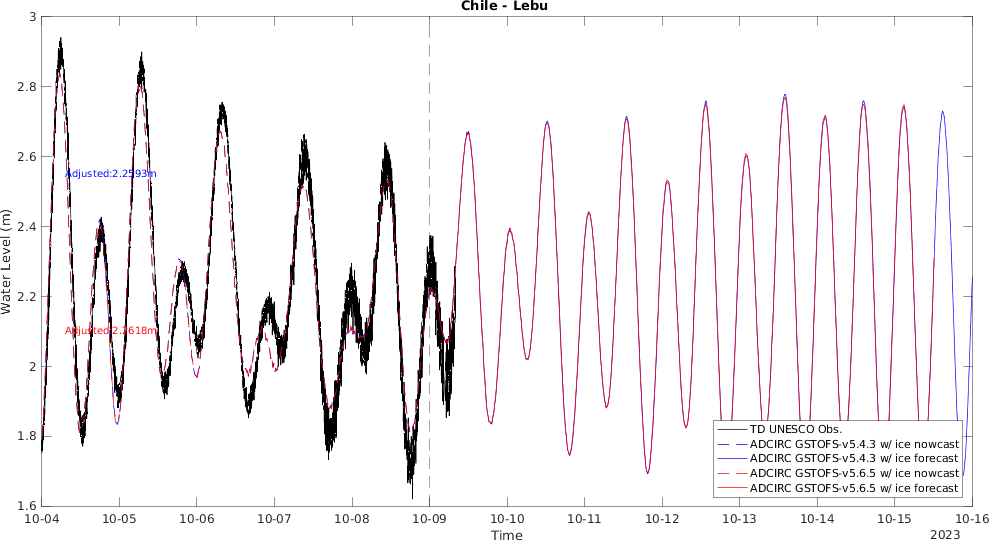 Chile - Lebu
3
2.8
2.6
2.4
2.2
2
1.8
1.6
Water Level (m)
Adjusted:2.2593m
Adjusted:2.2618m
TD UNESCO Obs.
ADCIRC GSTOFS-v5.4.3 w/ ice nowcast
ADCIRC GSTOFS-v5.4.3 w/ ice forecast
ADCIRC GSTOFS-v5.6.5 w/ ice nowcast
ADCIRC GSTOFS-v5.6.5 w/ ice forecast
10-04 10-05 10-06 10-07 10-08 10-09 10-10 10-11 10-12 10-13 10-14 10-15 10-16
Time
2023